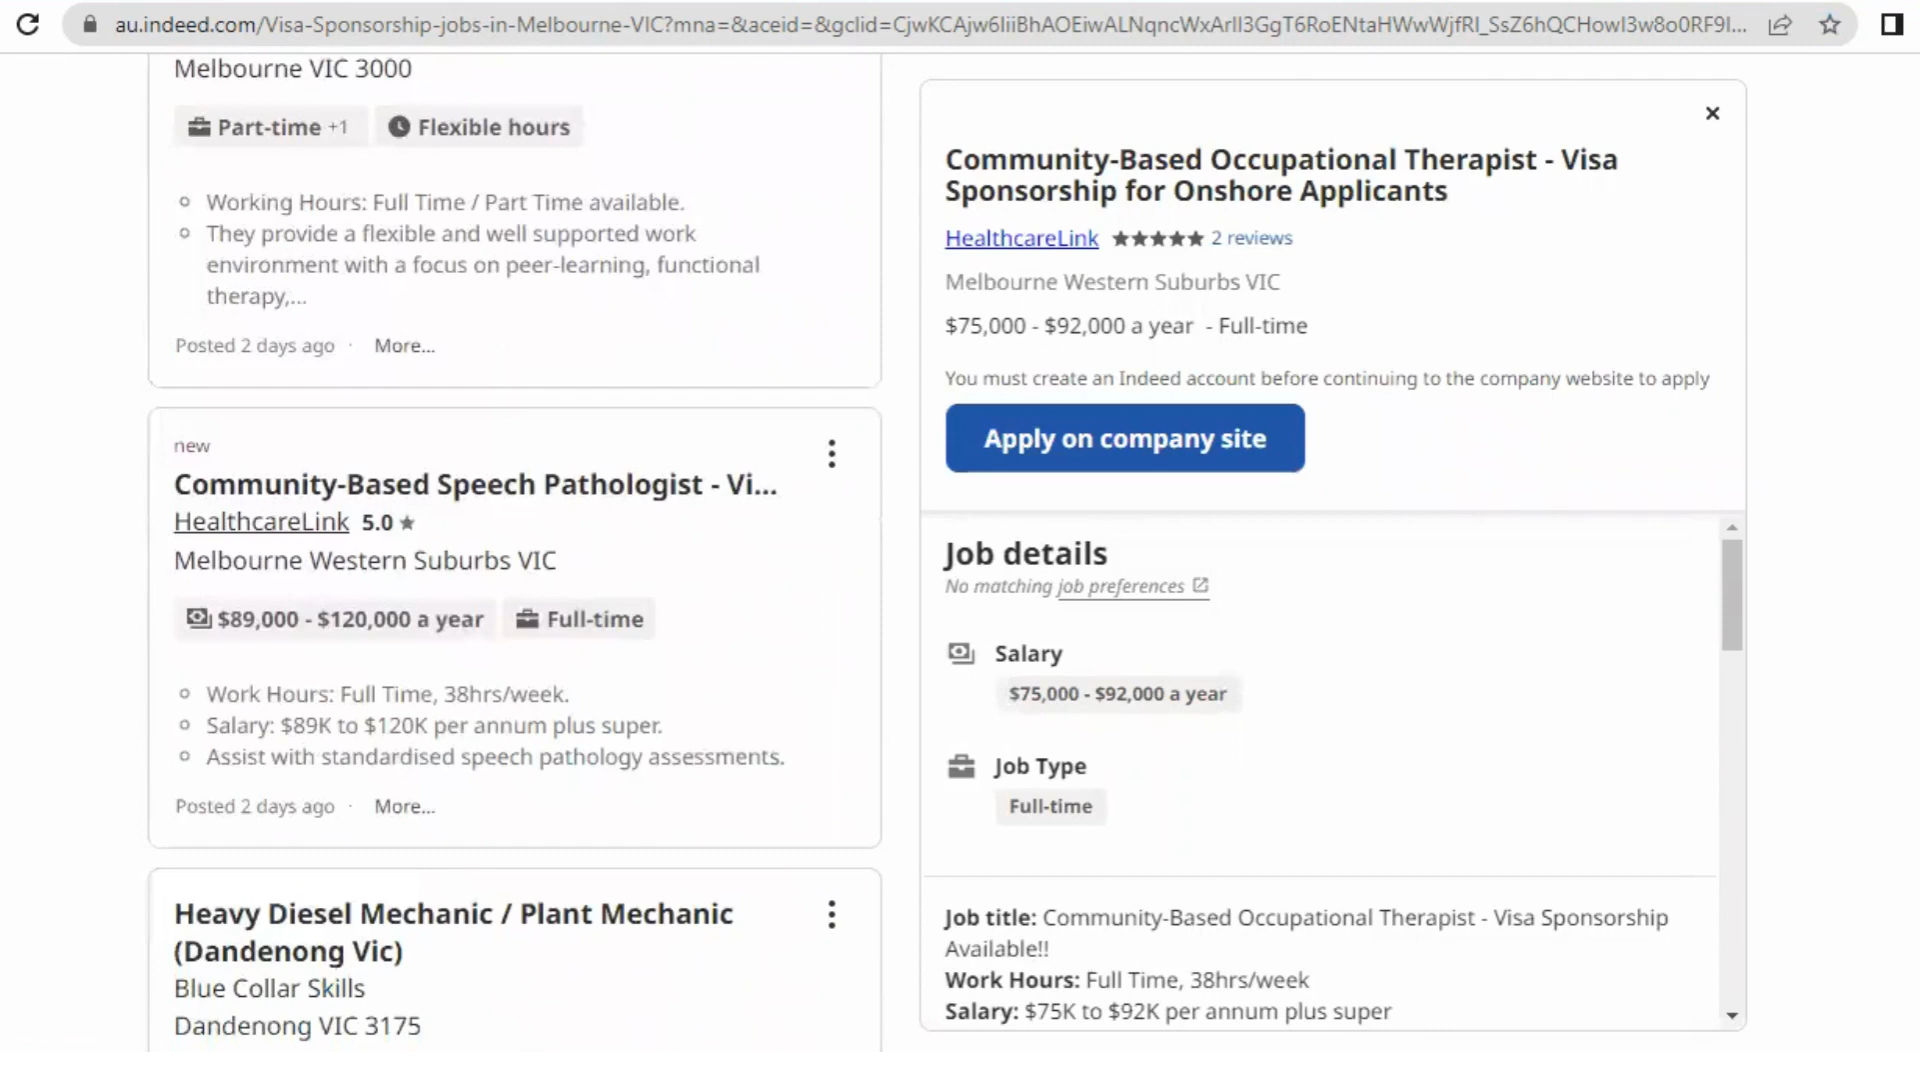 au.indeed.com/Visa-Sponsorship-jobs-in-Melbourne-VIC?mna=&aceid=&gclid=
Melbourne VIC 3000
Part-time +1
Flexible hours
Working Hours: Full Time / Part Time available.
They provide a flexible and well supported work
environment with a focus on peer-learning, functional
therapy,...
Posted 2 days ago · More...
new
Community-Based Speech Pathologist - Vi...
HealthcareLink 5.0
Melbourne Western Suburbs VIC
$89,000 - $120,000 a year
Full-time
Work Hours: Full Time, 38hrs/week.
Salary: $89K to $120K per annum plus super.
Assist with standardised speech pathology assessments.
Posted 2 days ago · More...
Heavy Diesel Mechanic / Plant Mechanic
(Dandenong Vic)
Blue Collar Skills
Dandenong VIC 3175
Community-Based Occupational Therapist - Visa
Sponsorship for Onshore Applicants
HealthcareLink 2 reviews
Melbourne Western Suburbs VIC
$75,000 - $92,000 a year - Full-time
You must create an Indeed account before continuing to the company website to apply
Apply on company site
Job details
No matching job preferences
Salary
$75,000 - $92,000 a year
Job Type
Full-time
Job title: Community-Based Occupational Therapist - Visa Sponsorship
Available!!
Work Hours: Full Time, 38hrs/week
Salary: $75K to $92K per annum plus super